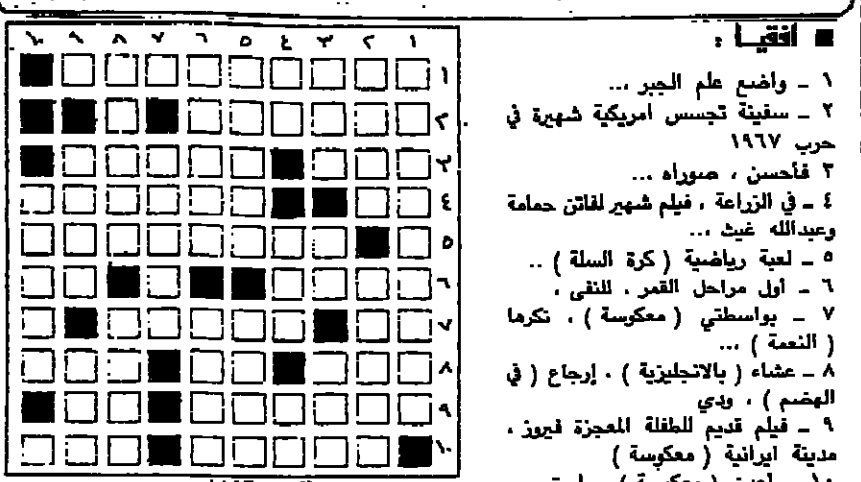 ■ أفقيا :
١ ـ واضع علم الجبر ...
٢ ـ سفينة تجسس امريكية شهيرة في
حرب ١٩٦٧
٣ فأحسن ، صوراه ...
٤ ـ في الزراعة ، فيلم شهير لفاتن حمامة
وعبدالله غيث ...
٥ ـ لعبة رياضية ( كرة السلة ) ..
٦ ـ أول مراحل القمر ، للنفى ،
٧ ـ بواسطتي ( معكوسة ) ، نكرها
( النعمة ) ...
٨ ـ عشاء ( بالانجليزية ) ، إرجاع ( في
الهضم ) ، ودي
٩ ـ فيلم قديم للطفلة المعجزة فيروز ،
مدينة ايرانية ( معكوسة )
١ ٢ ٣ ٤ ٥ ٦ ٧ ٨ ٩ ١٠
١
٢
٣
٤
٥
٦
٧
٨
٩
١٠